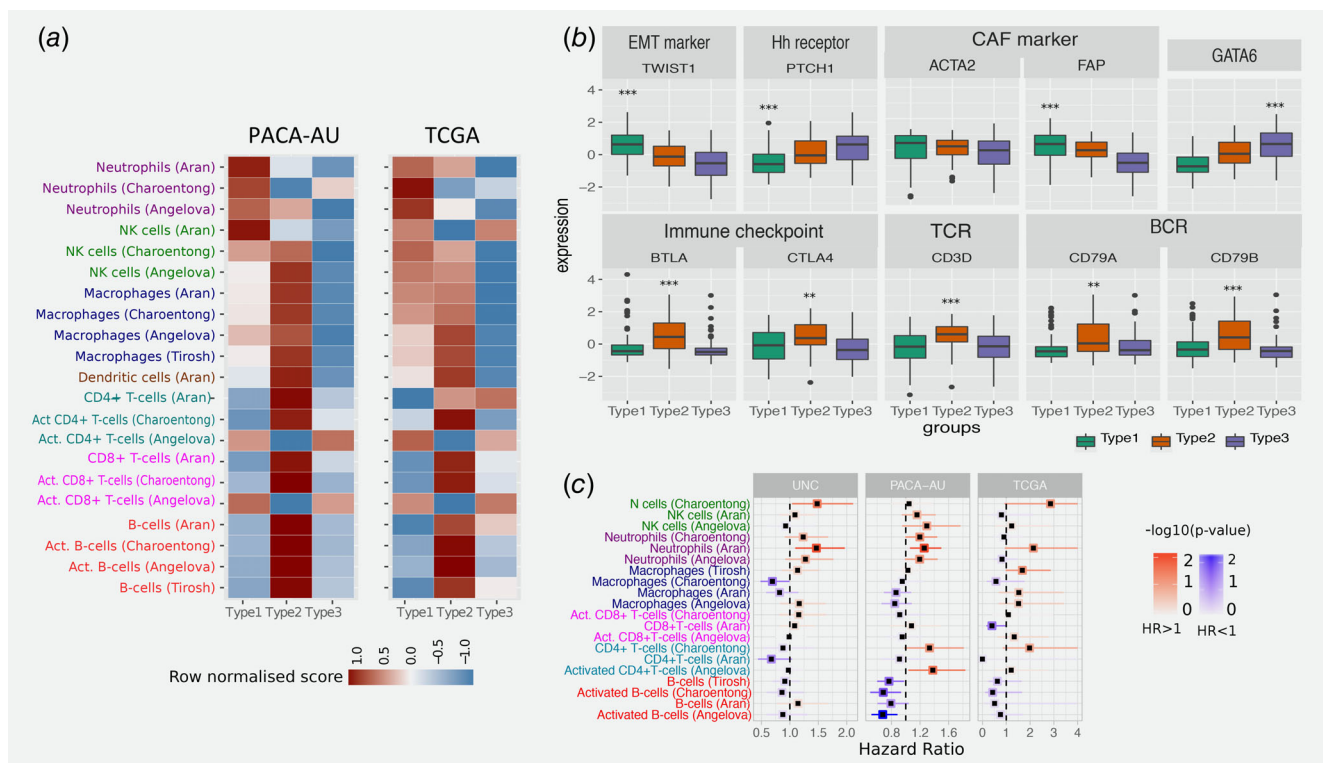 (a)
PACA-AU TCGA
Neutrophils (Aran)
Neutrophils (Charoentong)
Neutrophils (Angelova)
NK cells (Aran)
NK cells (Charoentong)
NK cells (Angelova)
Macrophages (Aran)
Macrophages (Charoentong)
Macrophages (Angelova)
Macrophages (Tirosh)
Dendritic cells (Aran)
CD4+ T-cells (Aran)
Act CD4+ T-cells (Charoentong)
Act. CD4+ T-cells (Angelova)
CD8+ T-cells (Aran)
Act. CD8+ T-cells (Charoentong)
Act. CD8+ T-cells (Angelova)
B-cells (Aran)
Act. B-cells (Charoentong)
Act. B-cells (Angelova)
B-cells (Tirosh)
Type1 Type2 Type3 Type1 Type2 Type3
Row normalised score 1.0 0.5 0.0 −0.5 −1.0
(b)
EMT marker Hh receptor CAF marker GATA6
TWIST1 PTCH1 ACTA2 FAP
*** *** *** ***
4
2
0
−2
expression
Immune checkpoint TCR BCR
BTLA CTLA4 CD3D CD79A CD79B
*** ** *** ** ***
4
2
0
−2
Type1 Type2 Type3 Type1 Type2 Type3 Type1 Type2 Type3 Type1 Type2 Type3 Type1 Type2 Type3
groups
Type1 Type2 Type3
(c)
UNC PACA−AU TCGA
N cells (Charoentong)
NK cells (Aran)
NK cells (Angelova)
Neutrophils (Charoentong)
Neutrophils (Aran)
Neutrophils (Angelova)
Macrophages (Tirosh)
Macrophages (Charoentong)
Macrophages (Aran)
Macrophages (Angelova)
Act. CD8+ T-cells (Charoentong)
CD8+T-cells (Aran)
Act. CD8+T-cells (Angelova)
CD4+ T-cells (Charoentong)
CD4+T-cells (Aran)
Activated CD4+T-cells (Angelova)
B-cells (Tirosh)
Activated B-cells (Charoentong)
B-cells (Aran)
Activated B-cells (Angelova)
0.5 1.0 1.5 2.0 0.8 1.2 1.6 0 1 2 3 4
Hazard Ratio
-log10(p-value)
2 2
1 1
0 0
HR>1 HR<1